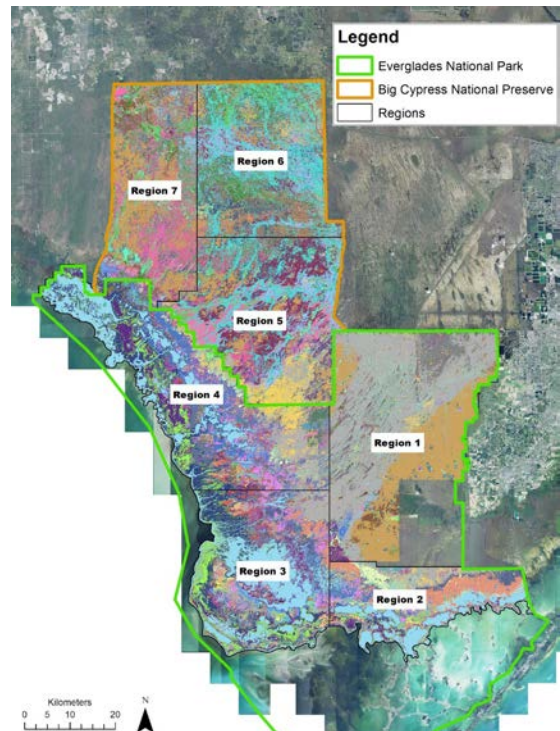 Legend
Everglades National Park
Big Cypress National Preserve
Regions
Region 6
Region 7
Region 5
Region 4
Region 1
Region 3
Region 2
Kilometers
N
0 5 10 20